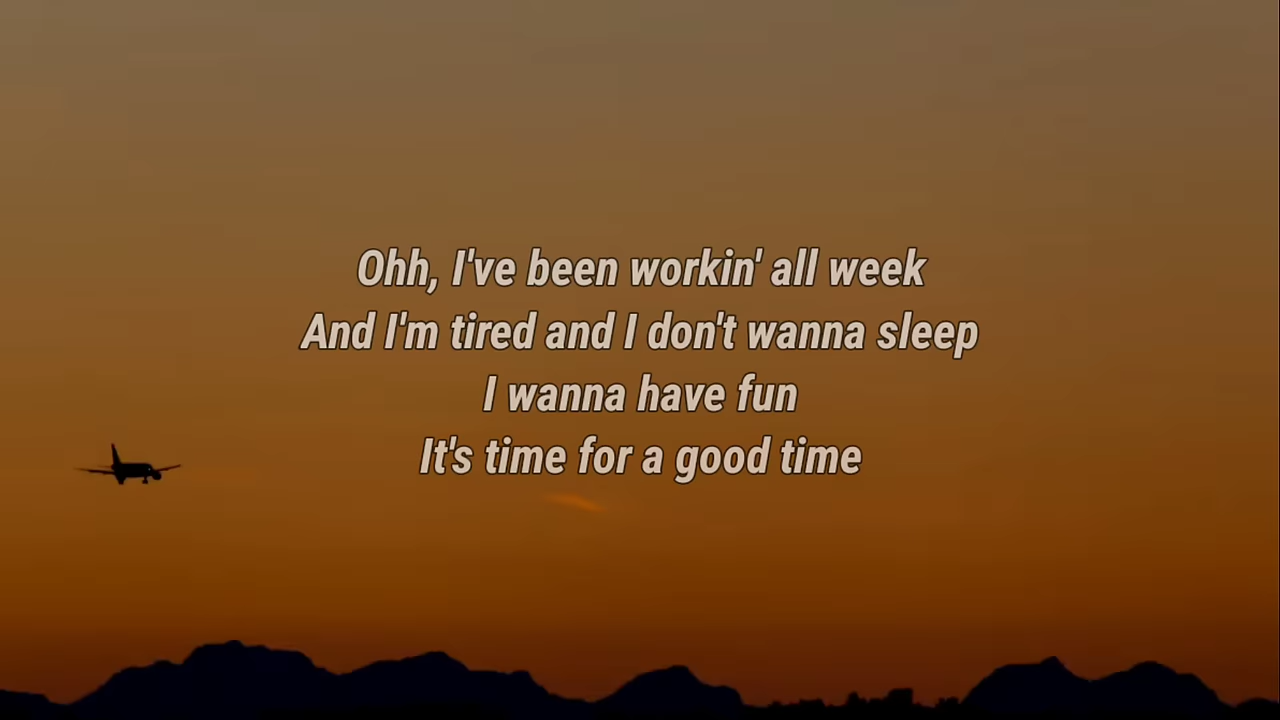 Ohh, I've been workin' all week
And I'm tired and I don't wanna sleep
I wanna have fun
It's time for a good time